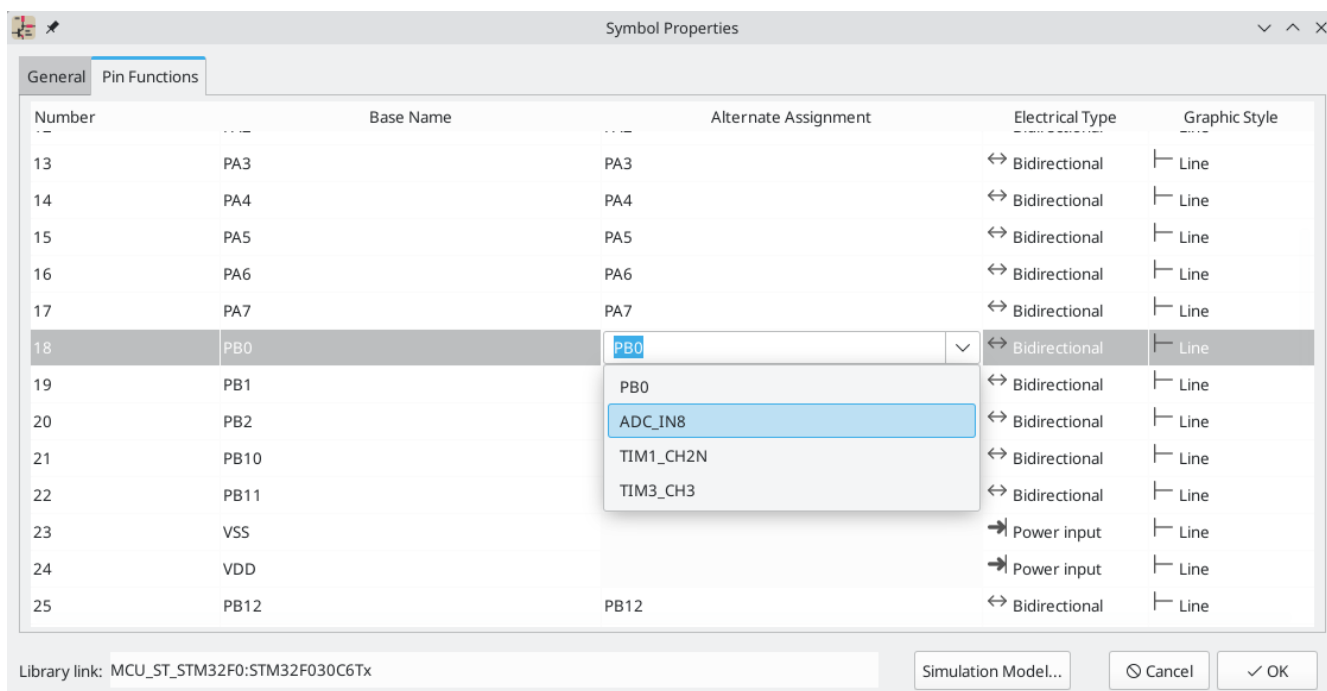 Symbol Properties
General Pin Functions
Number Base Name Alternate Assignment Electrical Type Graphic Style
13 PA3 PA3 Bidirectional Line
14 PA4 PA4 Bidirectional Line
15 PA5 PA5 Bidirectional Line
16 PA6 PA6 Bidirectional Line
17 PA7 PA7 Bidirectional Line
18 PB0 PB0 Bidirectional Line
19 PB1 PB0 Bidirectional Line
20 PB2 ADC_IN8 Bidirectional Line
21 PB10 TIM1_CH2N Bidirectional Line
22 PB11 TIM3_CH3 Bidirectional Line
23 VSS Power input Line
24 VDD Power input Line
25 PB12 PB12 Bidirectional Line
Library link: MCU_ST_STM32F0:STM32F030C6Tx Simulation Model... Cancel OK